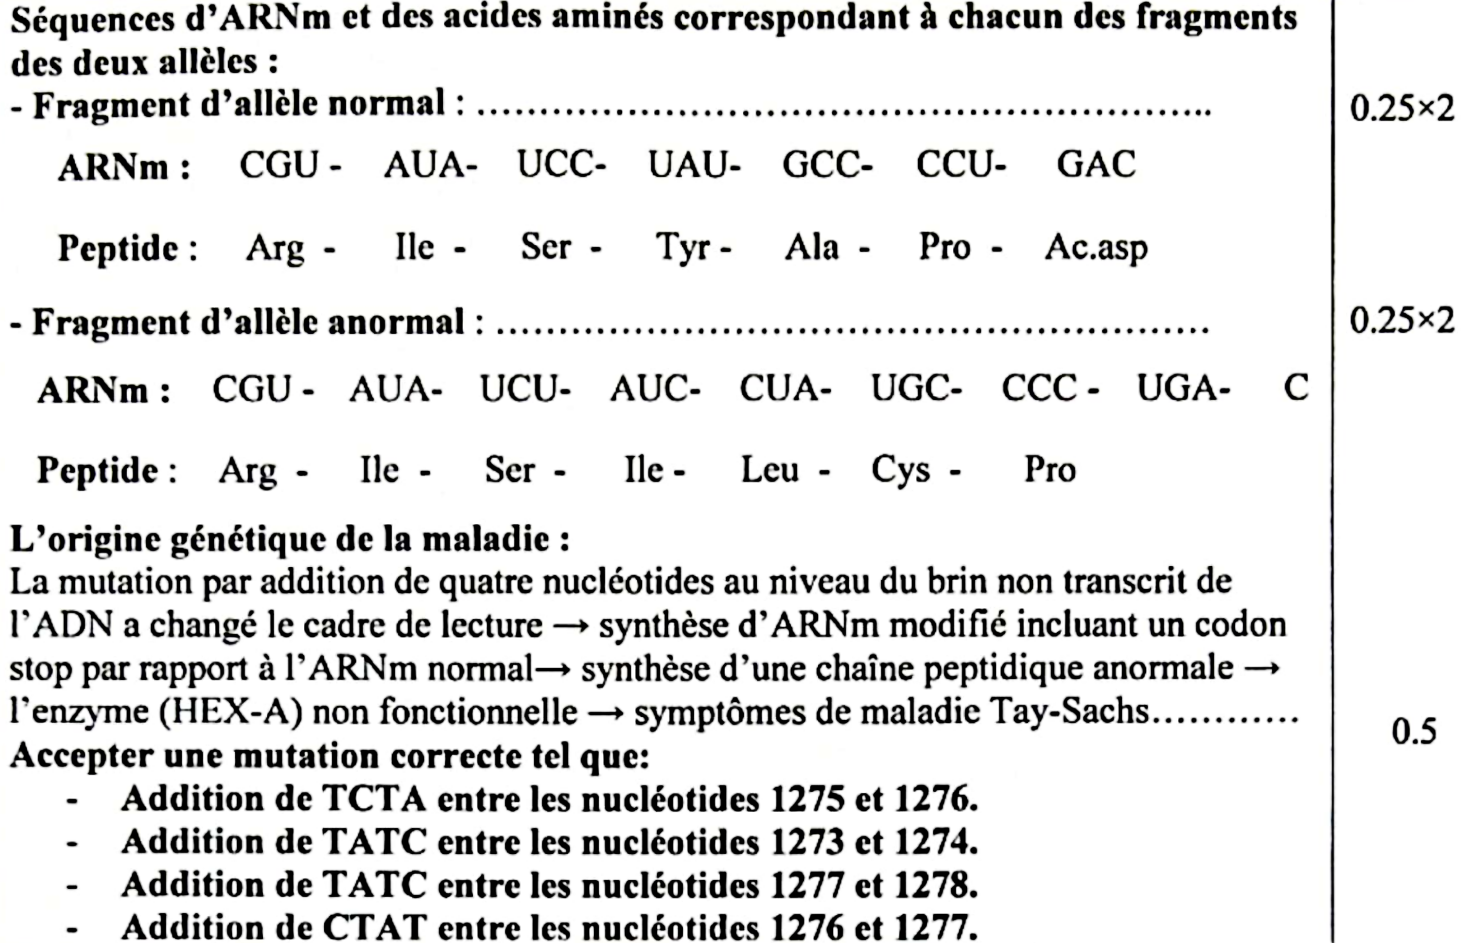 Séquences d'ARNm et des acides aminés correspondant à chacun des fragments
des deux allèles :
- Fragment d'allèle normal : ........................................................................ 0.25×2
ARNm : CGU - AUA- UCC- UAU- GCC- CCU- GAC
Peptide : Arg - Ile - Ser - Tyr - Ala - Pro - Ac.asp
- Fragment d'allèle anormal : ...................................................................... 0.25×2
ARNm : CGU - AUA- UCU- AUC- CUA- UGC- CCC - UGA- C
Peptide : Arg - Ile - Ser - Ile - Leu - Cys - Pro
L'origine génétique de la maladie :
La mutation par addition de quatre nucléotides au niveau du brin non transcrit de
l'ADN a changé le cadre de lecture → synthèse d'ARNm modifié incluant un codon
stop par rapport à l'ARNm normal→ synthèse d'une chaîne peptidique anormale →
l'enzyme (HEX-A) non fonctionnelle → symptômes de maladie Tay-Sachs............ 0.5
Accepter une mutation correcte tel que:
- Addition de TCTA entre les nucléotides 1275 et 1276.
- Addition de TATC entre les nucléotides 1273 et 1274.
- Addition de TATC entre les nucléotides 1277 et 1278.
- Addition de CTAT entre les nucléotides 1276 et 1277.